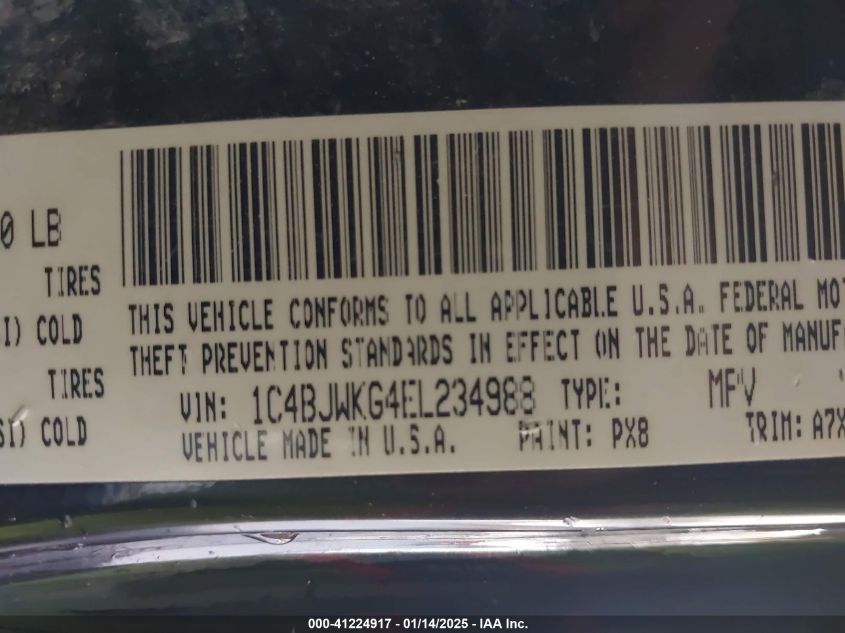 0 LB
TIRES
SI) COLD
TIRES
SI) COLD
THIS VEHICLE CONFORMS TO ALL APPLICABLE U.S.A. FEDERAL MOT
THEFT PREVENTION STANDARDS IN EFFECT ON THE DATE OF MANUF
VIN: 1C4BJWKG4EL234988 TYPE: MPV
VEHICLE MADE IN U.S.A. PAINT: PX8 TRIM: A7X
000-41224917 - 01/14/2025 - IAA Inc.